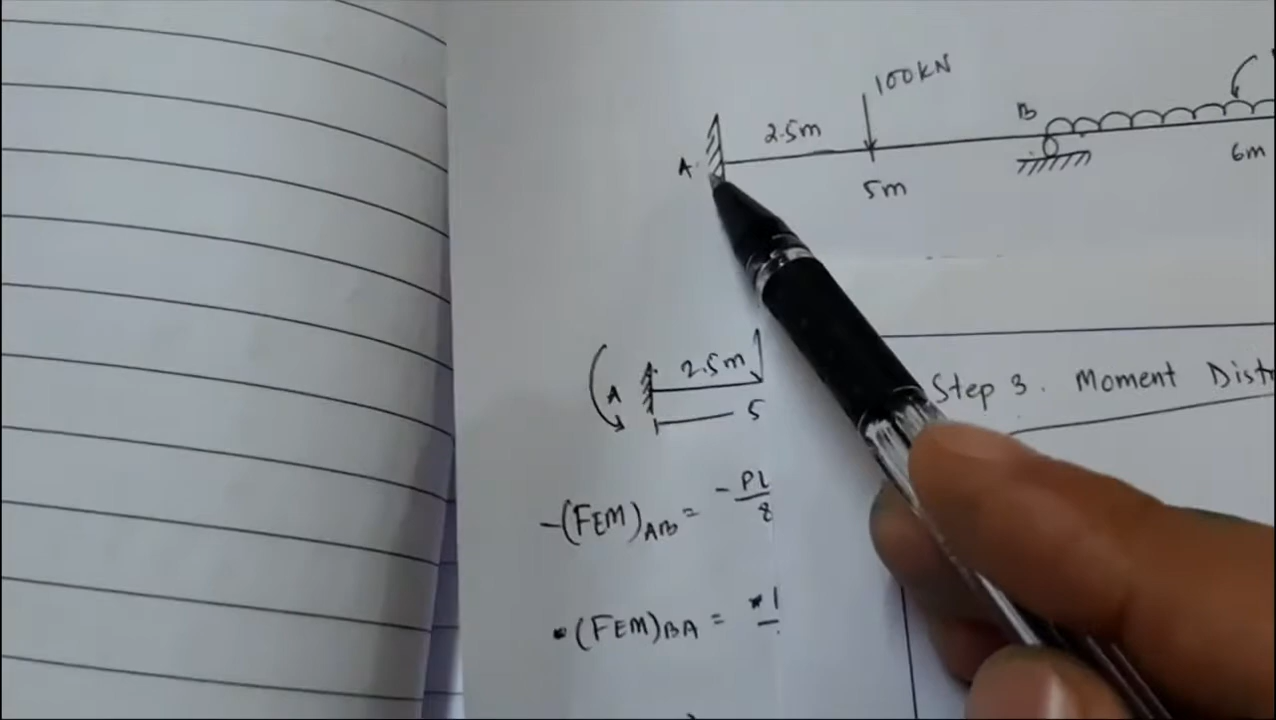 100KN
B
2.5m
A
6m
5m
2.5m
A
5
Step 3. Moment Dist
-(FEM)AB = -PL/8
(FEM)BA =